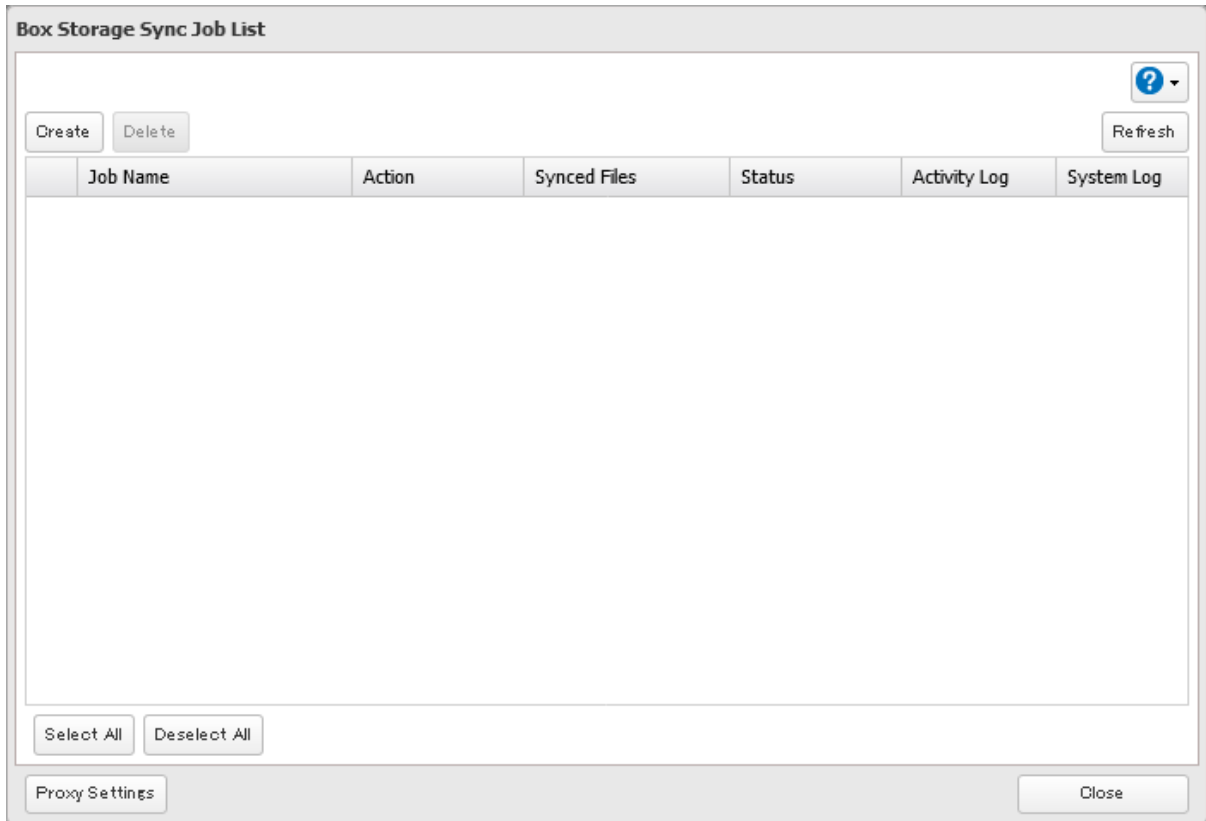 Box Storage Sync Job List
?
Create Delete Refresh
Job Name Action Synced Files Status Activity Log System Log
Select All Deselect All
Proxy Settings Close